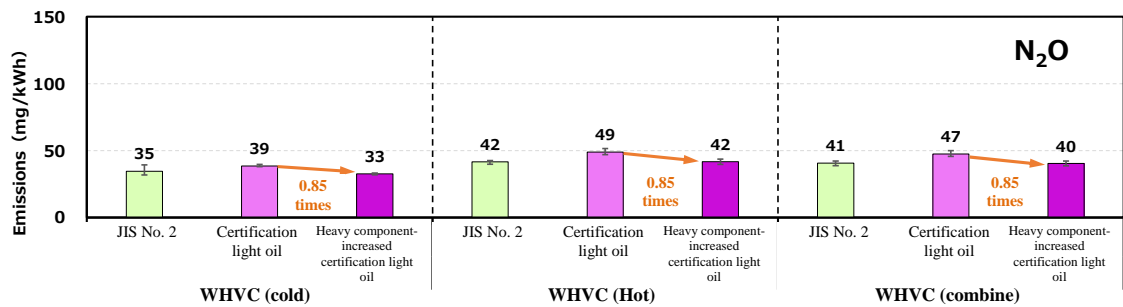 150
N2O
100
50
0
Emissions (mg/kWh)
35
39
33
42
49
42
41
47
40
0.85
times
0.85
times
0.85
times
JIS No. 2
Certification
light oil
Heavy component-
increased
certification light
oil
JIS No. 2
Certification
light oil
Heavy component-
increased
certification light
oil
JIS No. 2
Certification
light oil
Heavy component-
increased
certification light
oil
WHVC (cold)
WHVC (Hot)
WHVC (combine)